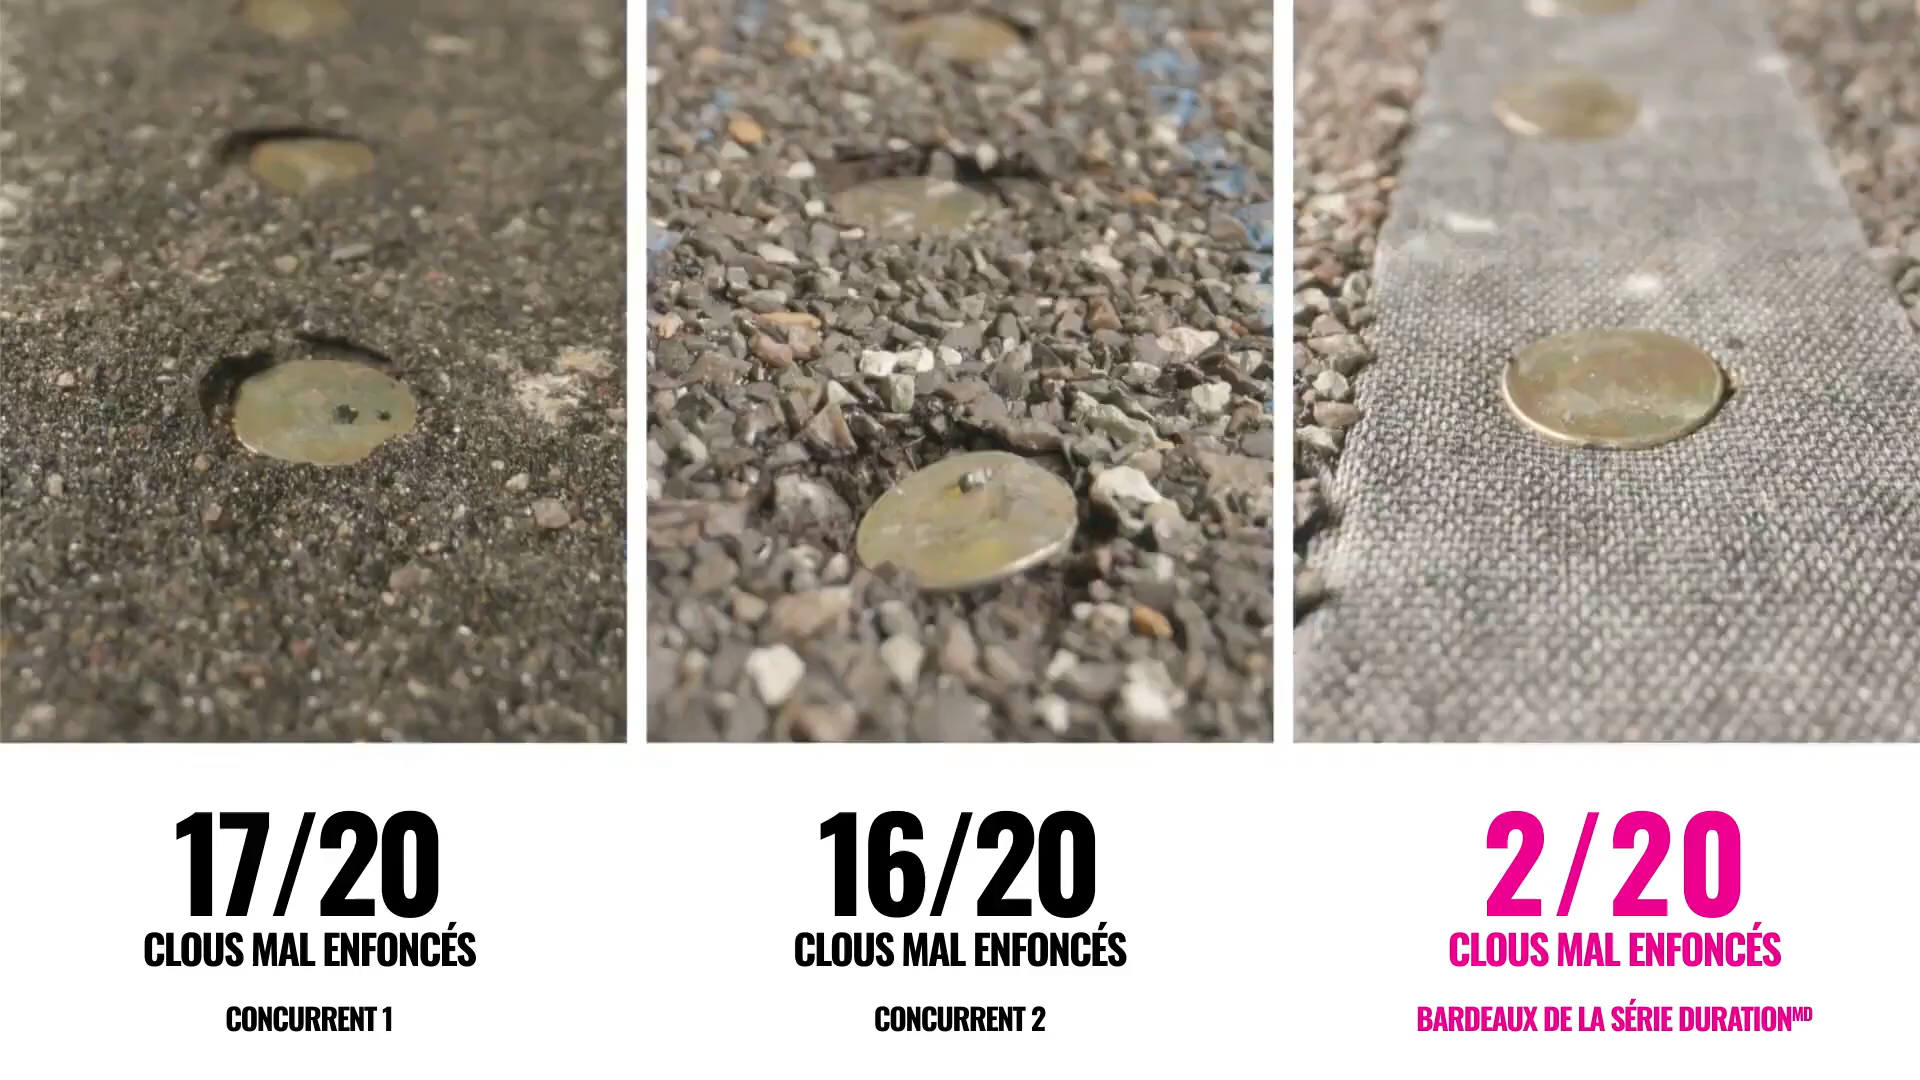 17/20
CLOUS MAL ENFONCÉS
CONCURRENT 1
16/20
CLOUS MAL ENFONCÉS
CONCURRENT 2
2/20
CLOUS MAL ENFONCÉS
BARDEAUX DE LA SÉRIE DURATIONᴹᴰ